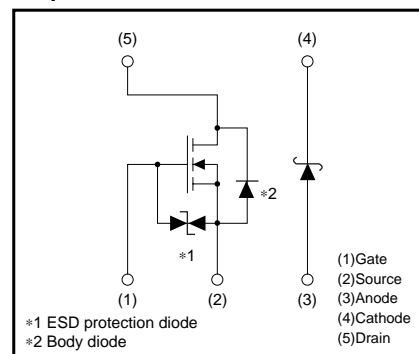 (5)
(4)
*2
*1
(1)
(2)
(3)
*1 ESD protection diode
*2 Body diode
(1)Gate
(2)Source
(3)Anode
(4)Cathode
(5)Drain